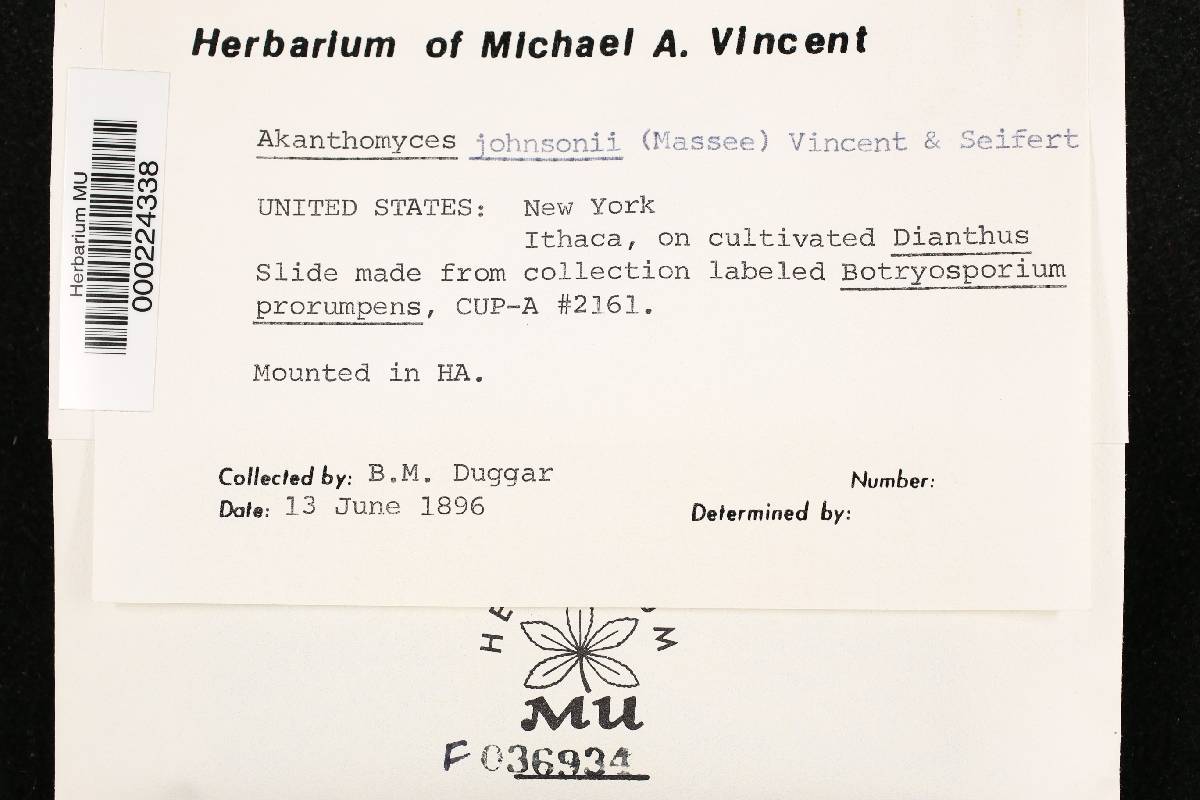 Herbarium of Michael A. Vincent
Herbarium MU
000224338
Akanthomyces johnsonii (Massee) Vincent & Seifert
UNITED STATES: New York
Ithaca, on cultivated Dianthus
Slide made from collection labeled Botryosporium
prorumpens, CUP-A #2161.
Mounted in HA.
Collected by: B.M. Duggar
Number:
Date: 13 June 1896
Determined by:
MU
F036934